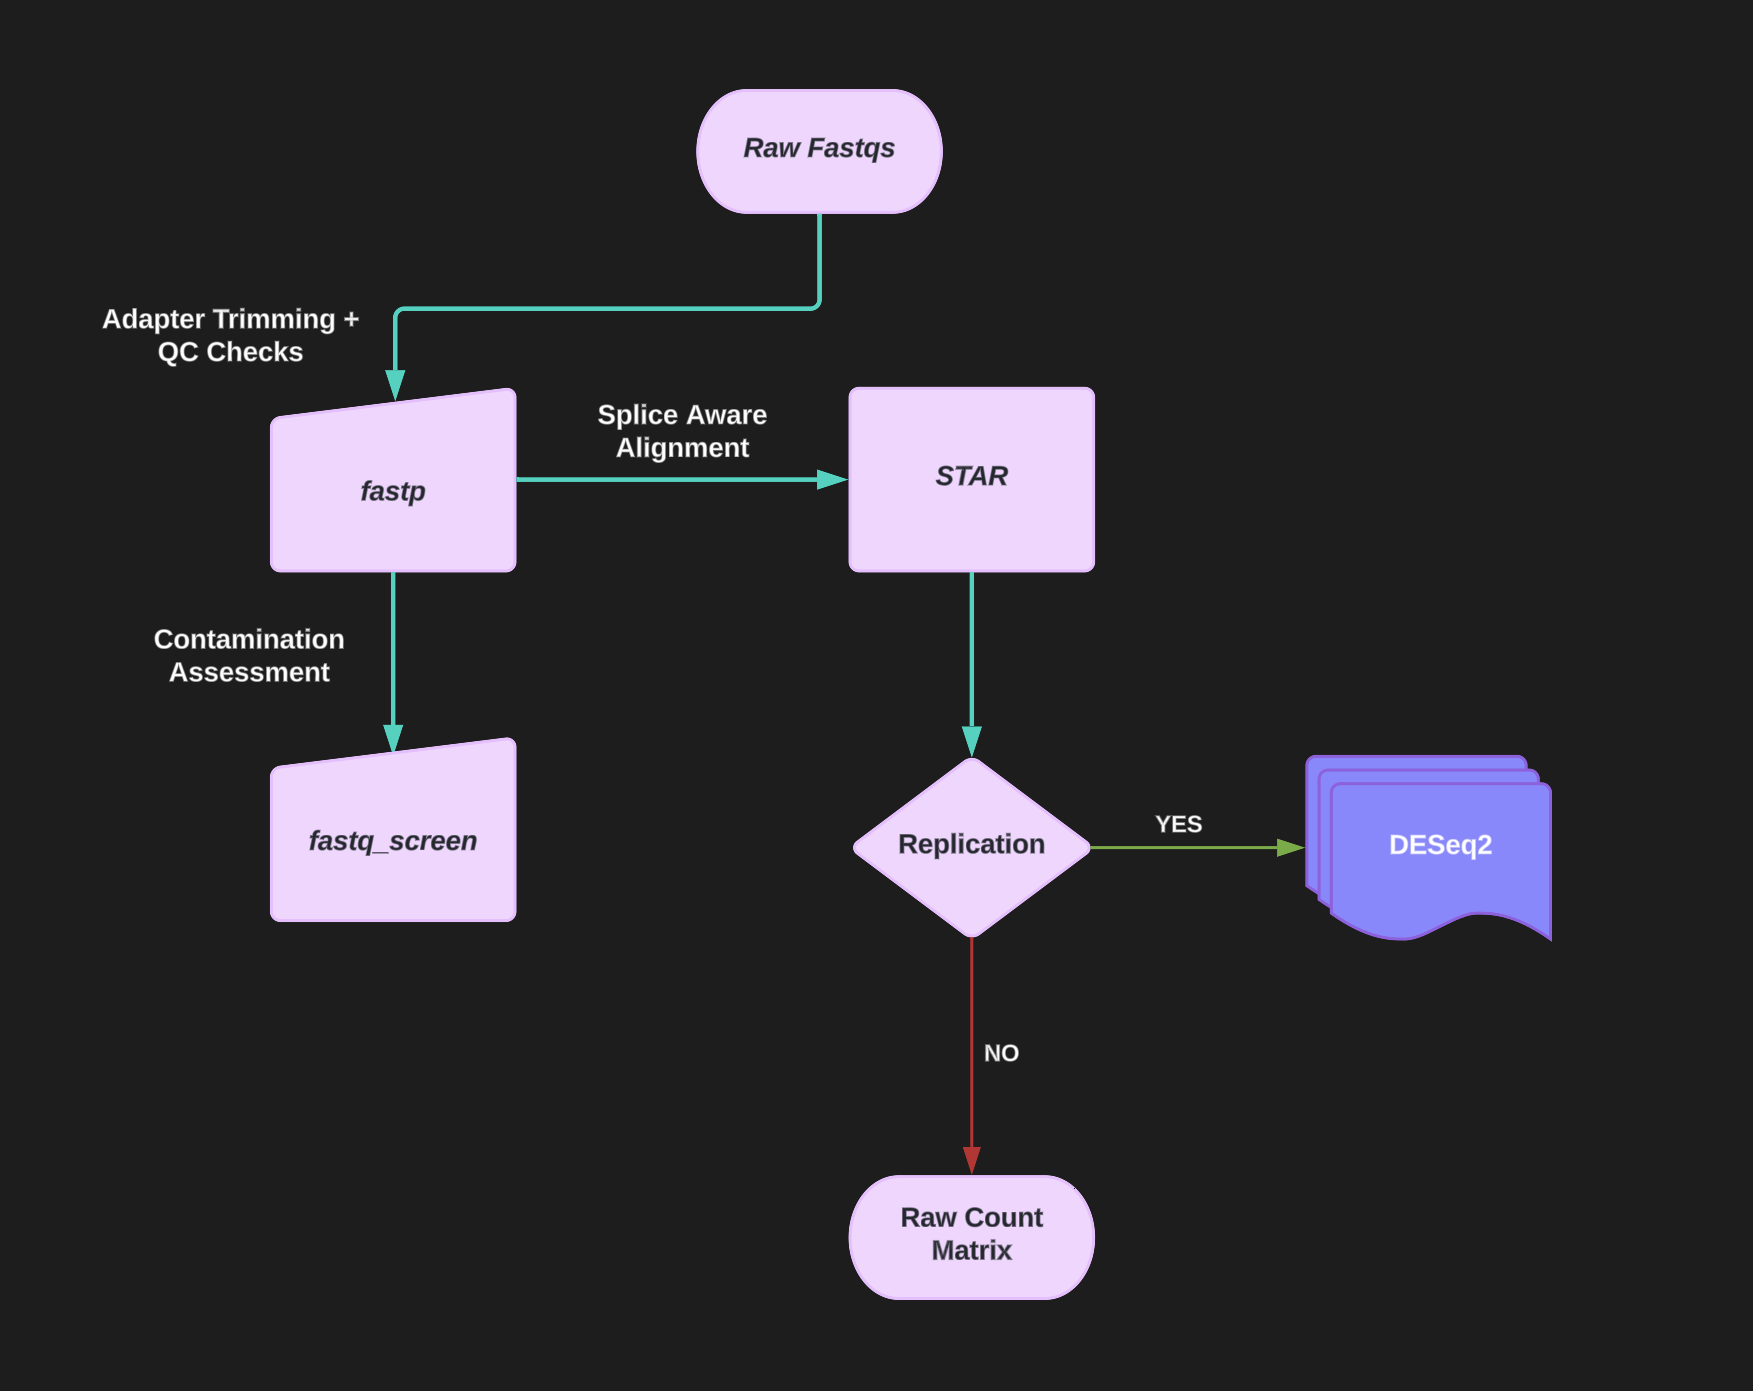 Raw Fastqs
Adapter Trimming +
QC Checks
Splice Aware
Alignment
fastp
STAR
Contamination
Assessment
fastq_screen
Replication
YES
DESeq2
NO
Raw Count
Matrix